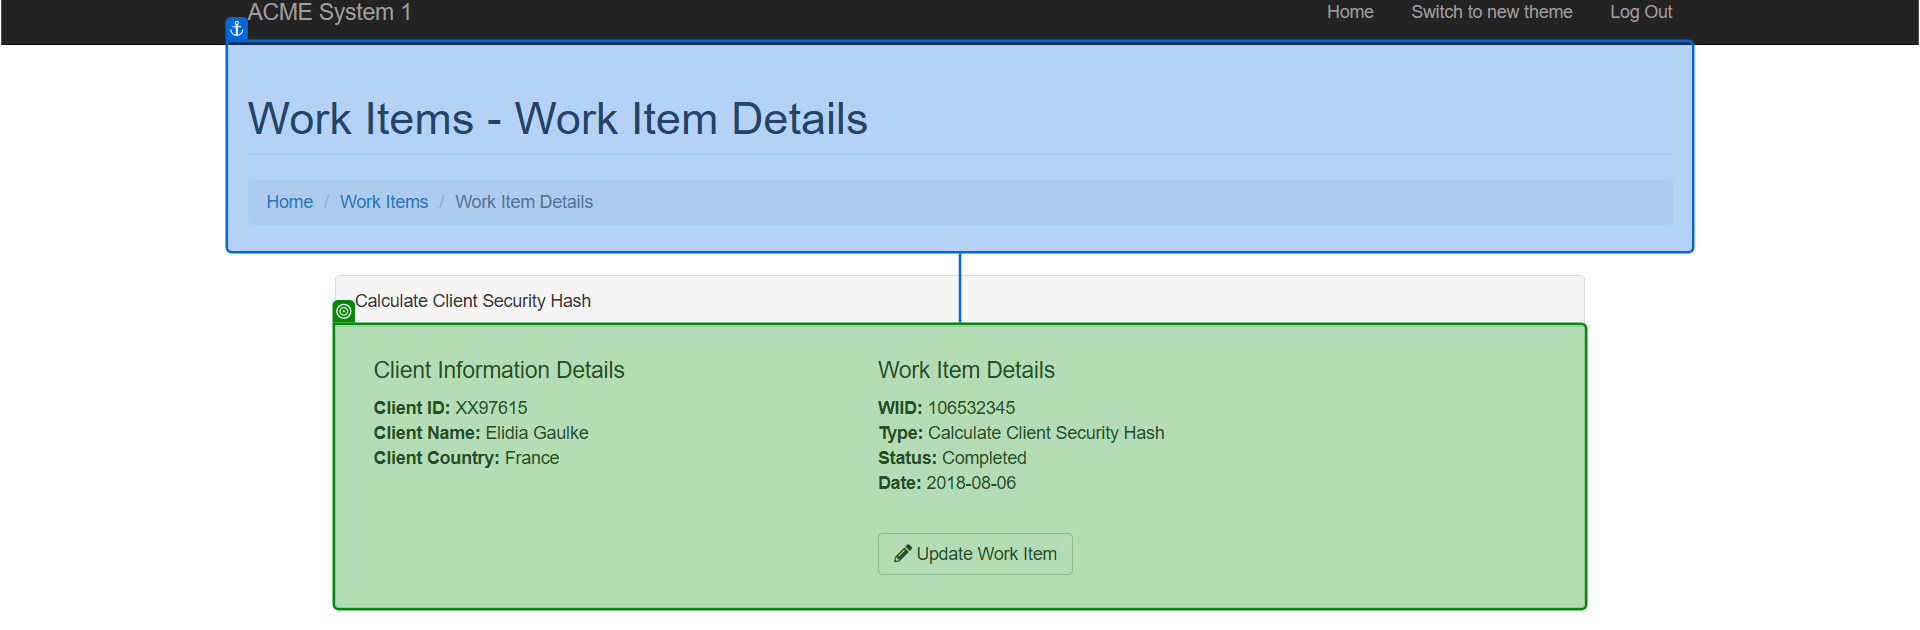 ACME System 1
Home Switch to new theme Log Out
Work Items - Work Item Details
Home / Work Items / Work Item Details
Calculate Client Security Hash
Client Information Details
Client ID: XX97615
Client Name: Elidia Gaulke
Client Country: France
Work Item Details
WIID: 106532345
Type: Calculate Client Security Hash
Status: Completed
Date: 2018-08-06
Update Work Item